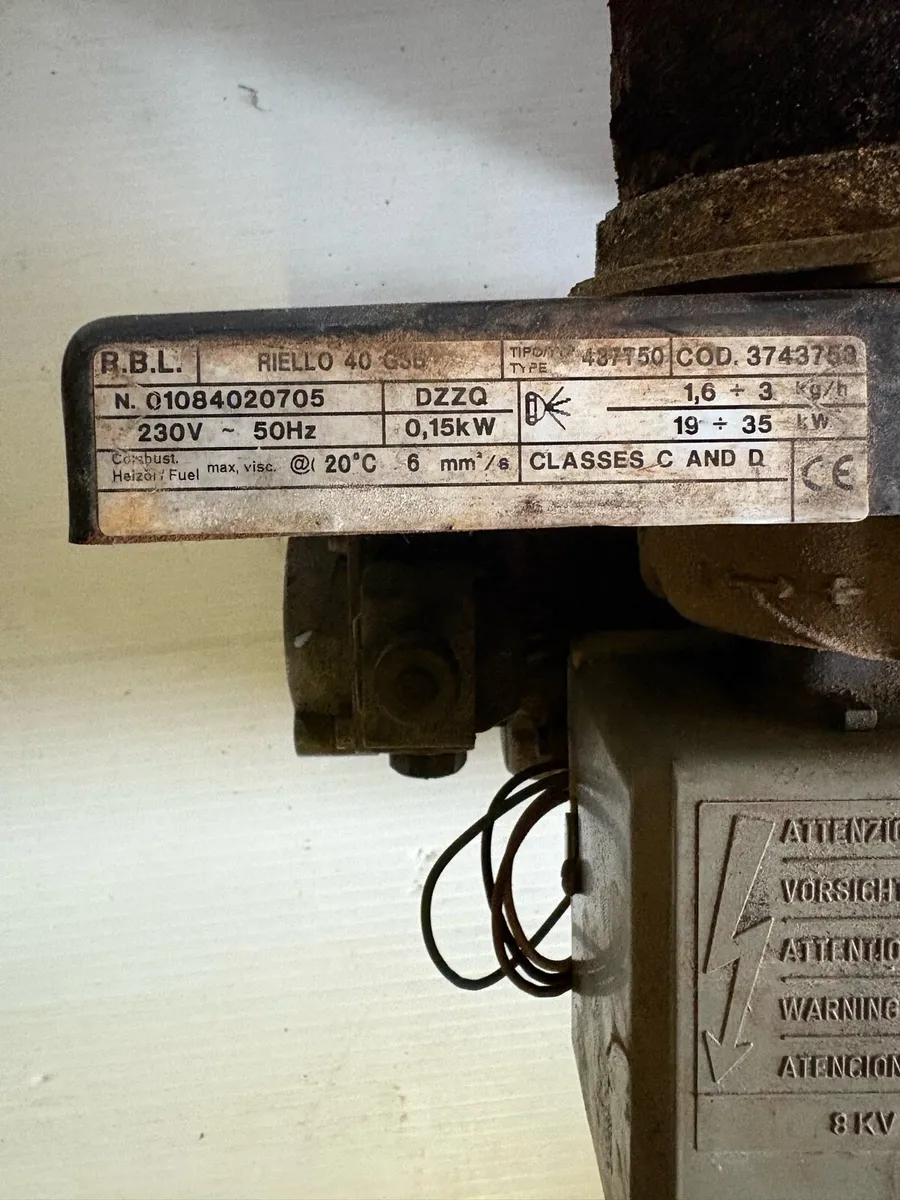 R.B.L. RIELLO 40 TIPO/ TYPE 437T50 COD. 3743753
N. 01084020705 DZZQ 1,6 ÷ 3 kg/h
230V ~ 50Hz 0,15kW 19 ÷ 35 kW
Combust.
Heizöl / Fuel max, visc. @( 20°C 6 mm²/s CLASSES C AND D CE
ATTENZIO
VORSICHT
ATTENTIO
WARNING
ATENCION
8 KV